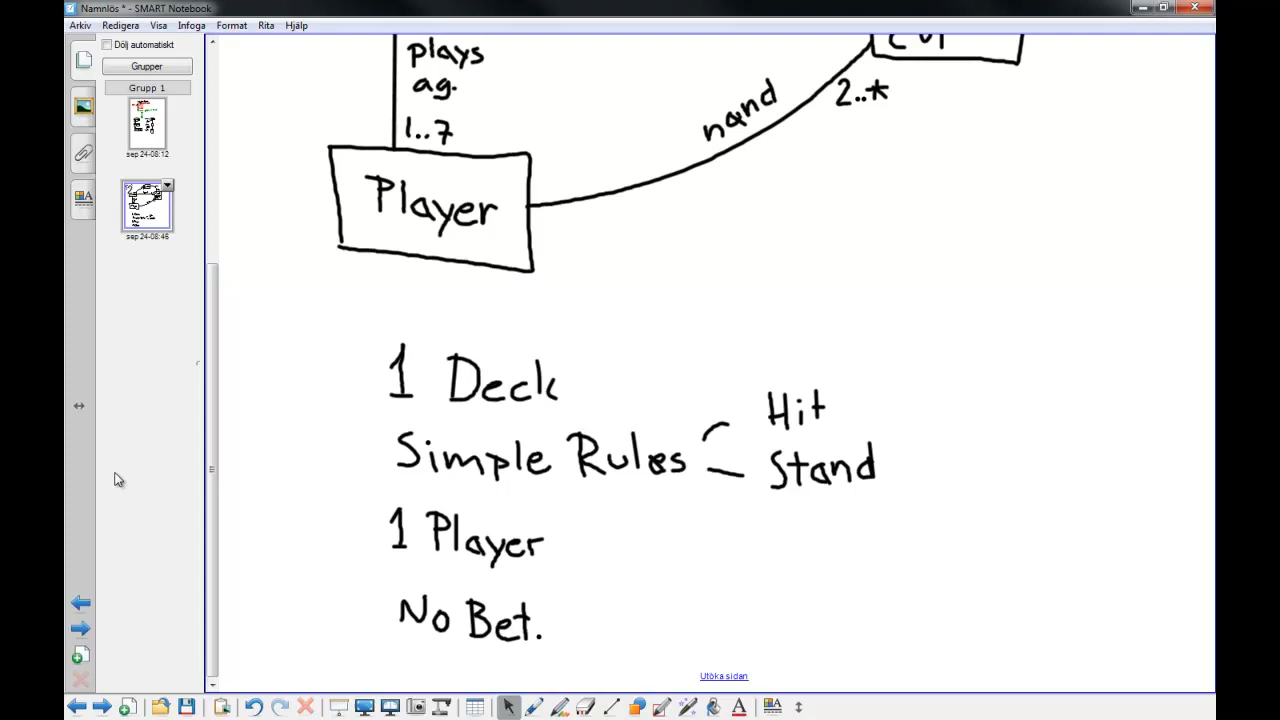 Namnlös * - SMART Notebook
Arkiv Redigera Visa Infoga Format Rita Hjälp
Dölj automatiskt
Grupper
Grupp 1
sep 24-08:12
sep 24-08:46
plays
ag.
1..7
hand
2..*
Player
1 Deck
Simple Rules
Hit
Stand
1 Player
No Bet.
Utöka sidan